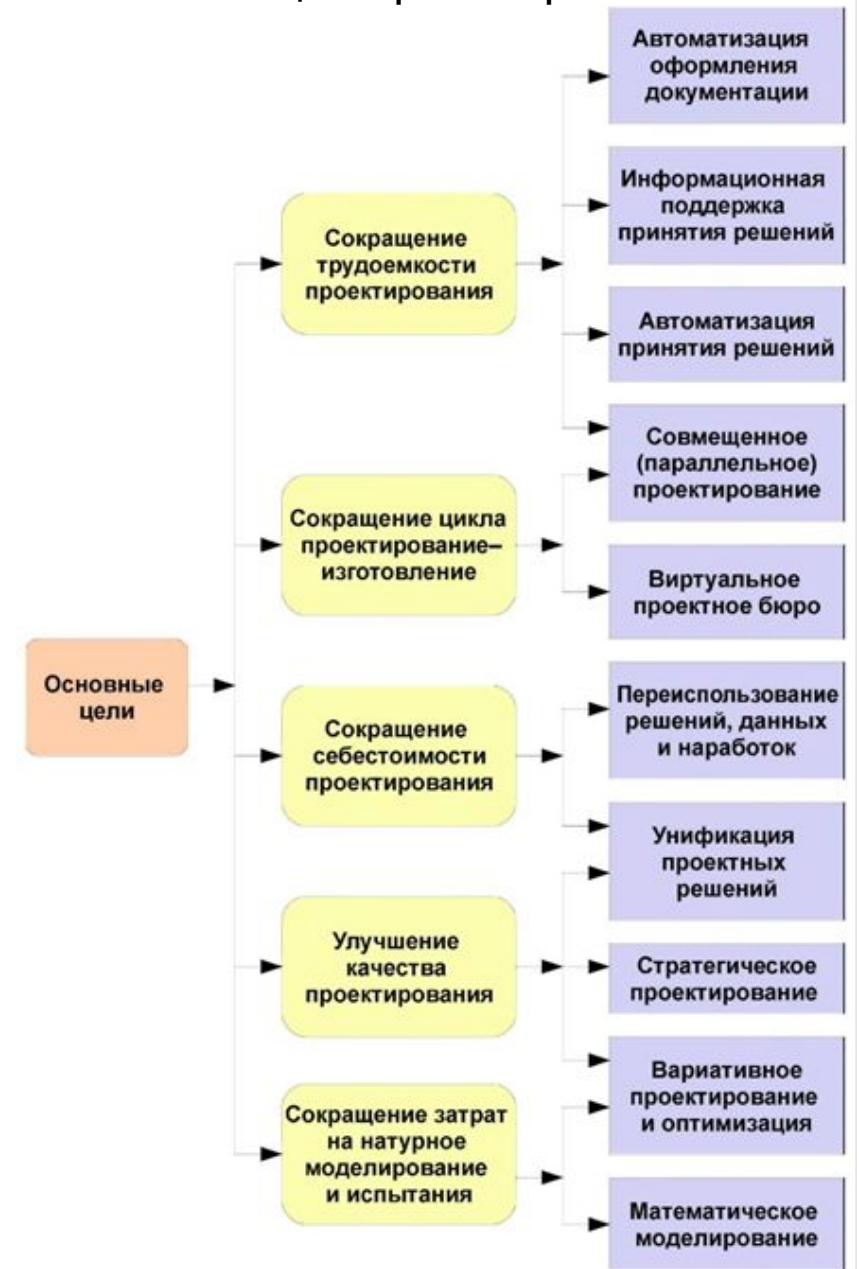 Автоматизация
оформления
документации
Информационная
поддержка
принятия решений
Сокращение
трудоемкости
проектирования
Автоматизация
принятия решений
Совмещенное
(параллельное)
проектирование
Сокращение цикла
проектирование–
изготовление
Виртуальное
проектное бюро
Основные
цели
Переиспользование
решений, данных
и наработок
Сокращение
себестоимости
проектирования
Унификация
проектных
решений
Улучшение
качества
проектирования
Стратегическое
проектирование
Вариативное
проектирование
и оптимизация
Сокращение затрат
на натурное
моделирование
и испытания
Математическое
моделирование